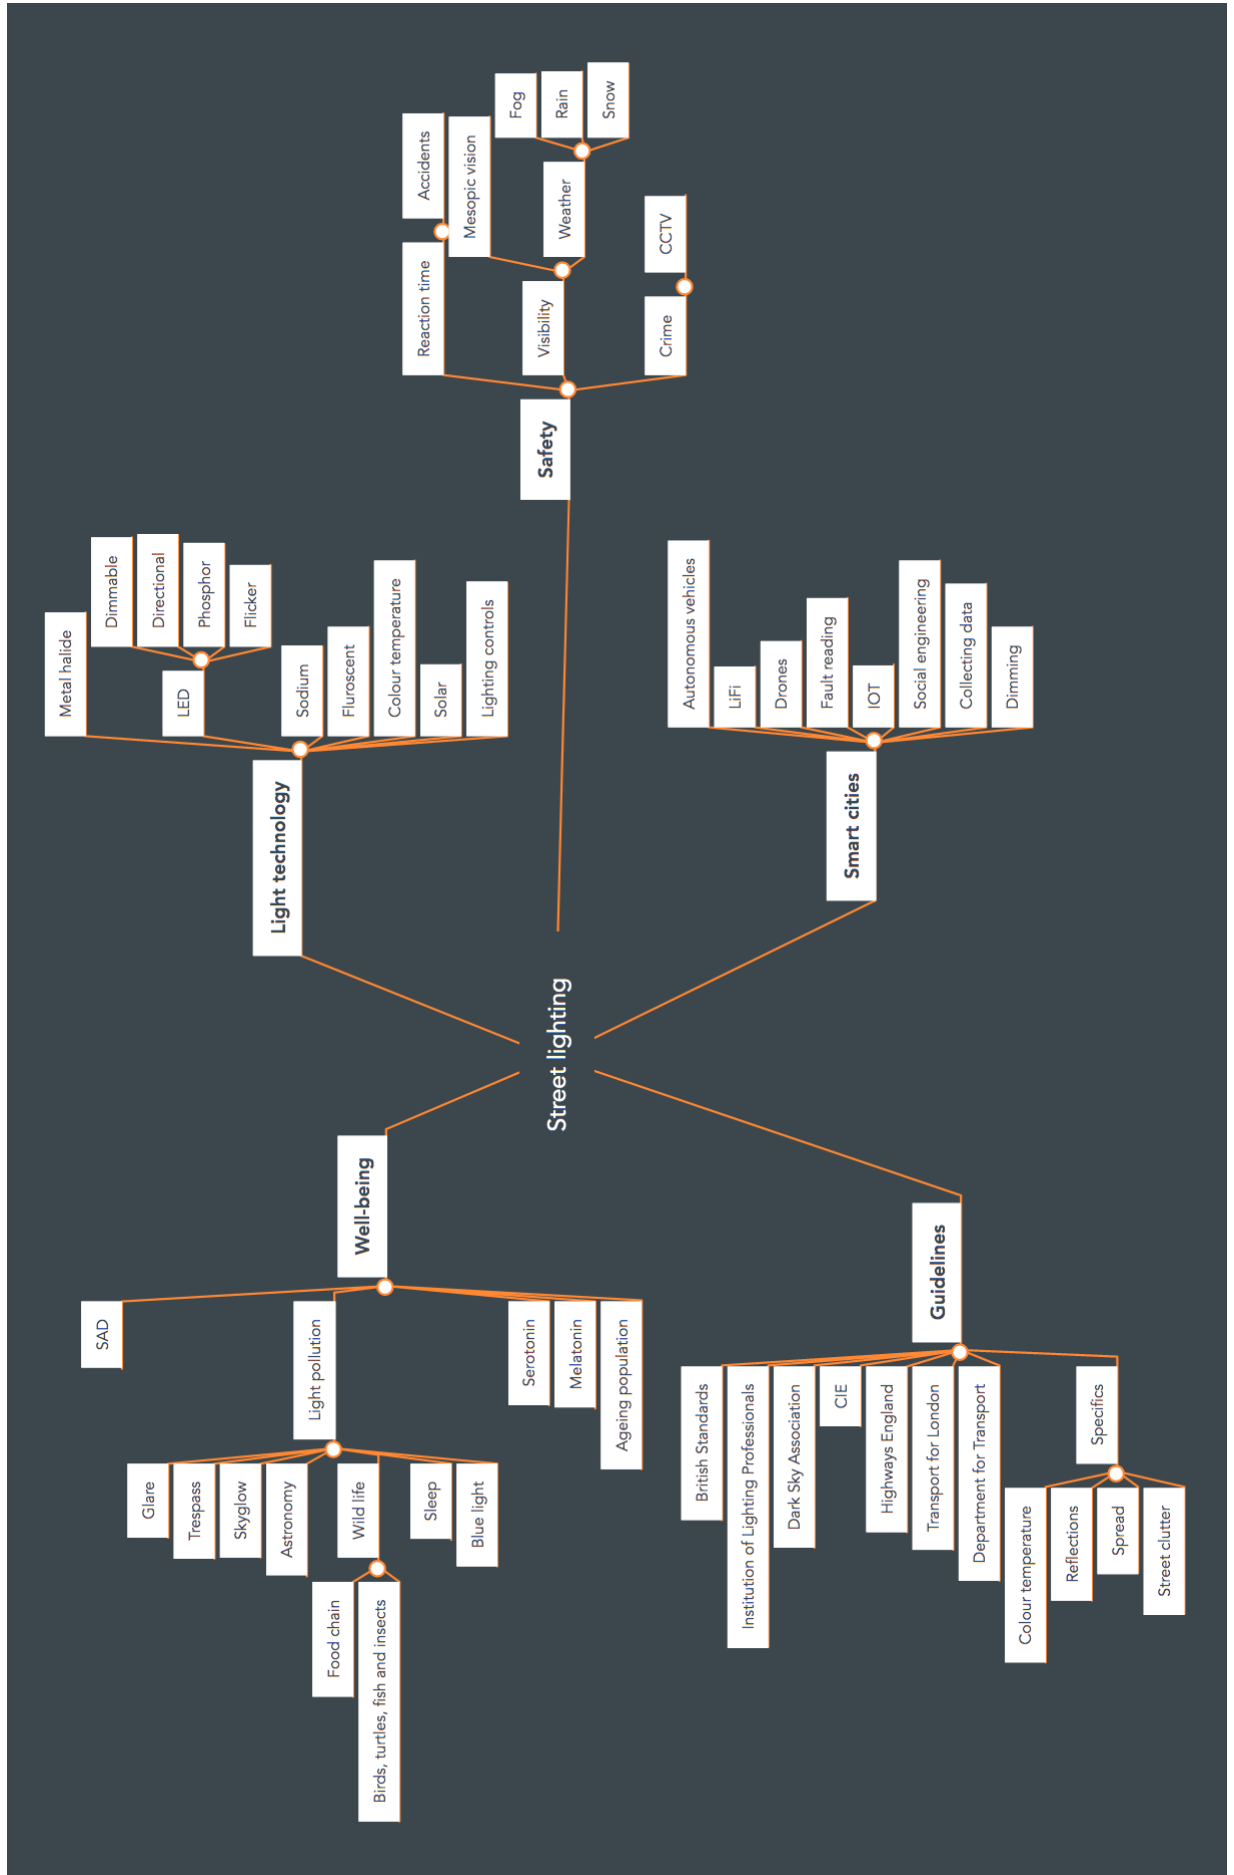 Street lighting
Well-being
SAD
Light pollution
Glare
Trespass
Skyglow
Astronomy
Wild life
Food chain
Birds, turtles, fish and insects
Sleep
Blue light
Serotonin
Melatonin
Ageing population
Light technology
Metal halide
LED
Dimmable
Directional
Phosphor
Flicker
Sodium
Fluroscent
Colour temperature
Solar
Lighting controls
Safety
Reaction time
Accidents
Visibility
Mesopic vision
Weather
Fog
Rain
Snow
Crime
CCTV
Smart cities
Autonomous vehicles
LiFi
Drones
Fault reading
IOT
Social engineering
Collecting data
Dimming
Guidelines
British Standards
Institution of Lighting Professionals
Dark Sky Association
CIE
Highways England
Transport for London
Department for Transport
Specifics
Colour temperature
Reflections
Spread
Street clutter